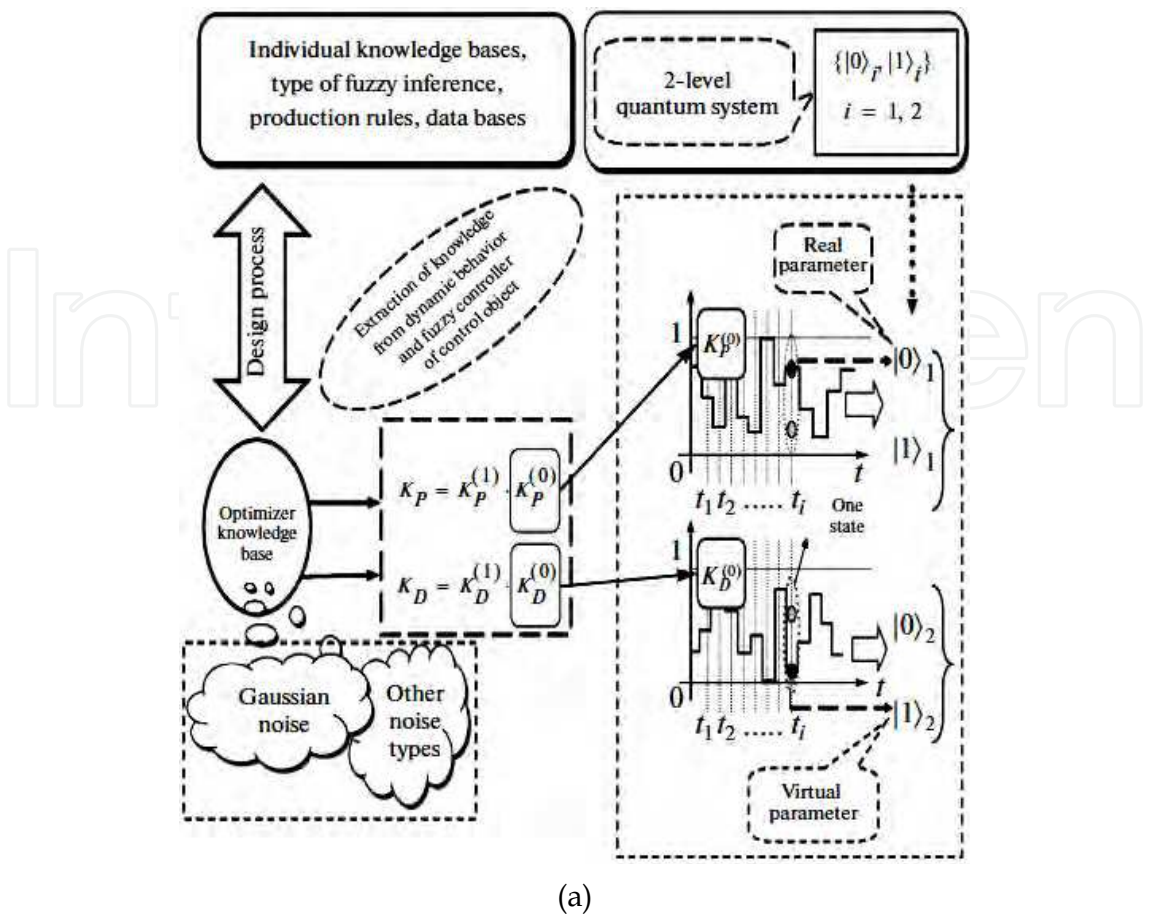 Individual knowledge bases,
type of fuzzy inference,
production rules, data bases
2-level
quantum system
{|0⟩ᵢ, |1⟩ᵢ}
i = 1, 2
Design process
Extraction of knowledge
from dynamic behavior
and fuzzy controller
of control object
Real
parameter
1
K_P^(0)
|0⟩₁
|1⟩₁
0
t
t₁ t₂ ..... tᵢ
One
state
Optimizer
knowledge
base
K_P = K_P^(1) · K_P^(0)
K_D = K_D^(1) · K_D^(0)
1
K_D^(0)
|0⟩₂
0
t
|1⟩₂
t₁ t₂ ..... tᵢ
Gaussian
noise
Other
noise
types
Virtual
parameter
(a)